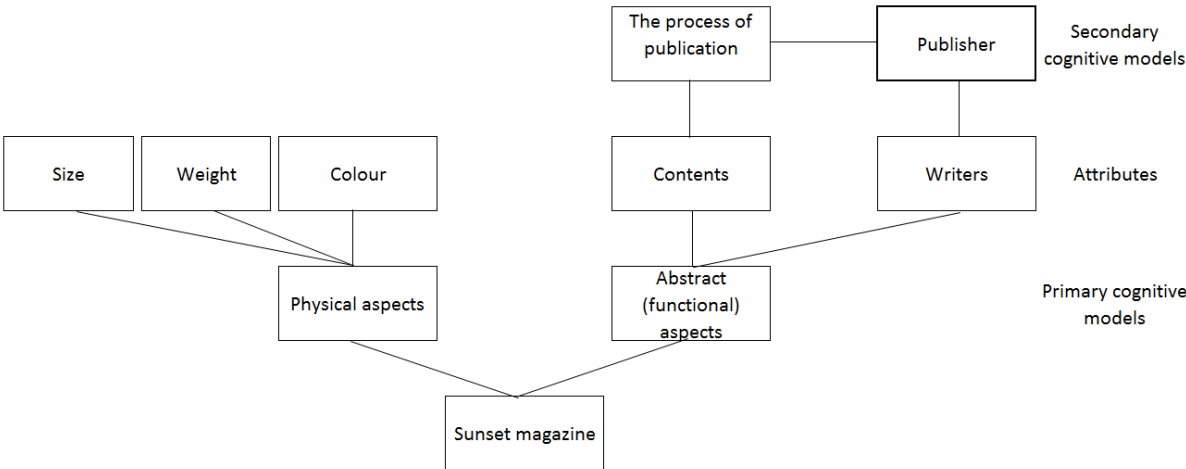 The process of
publication
Publisher
Secondary
cognitive models
Size
Weight
Colour
Contents
Writers
Attributes
Physical aspects
Abstract
(functional)
aspects
Primary cognitive
models
Sunset magazine